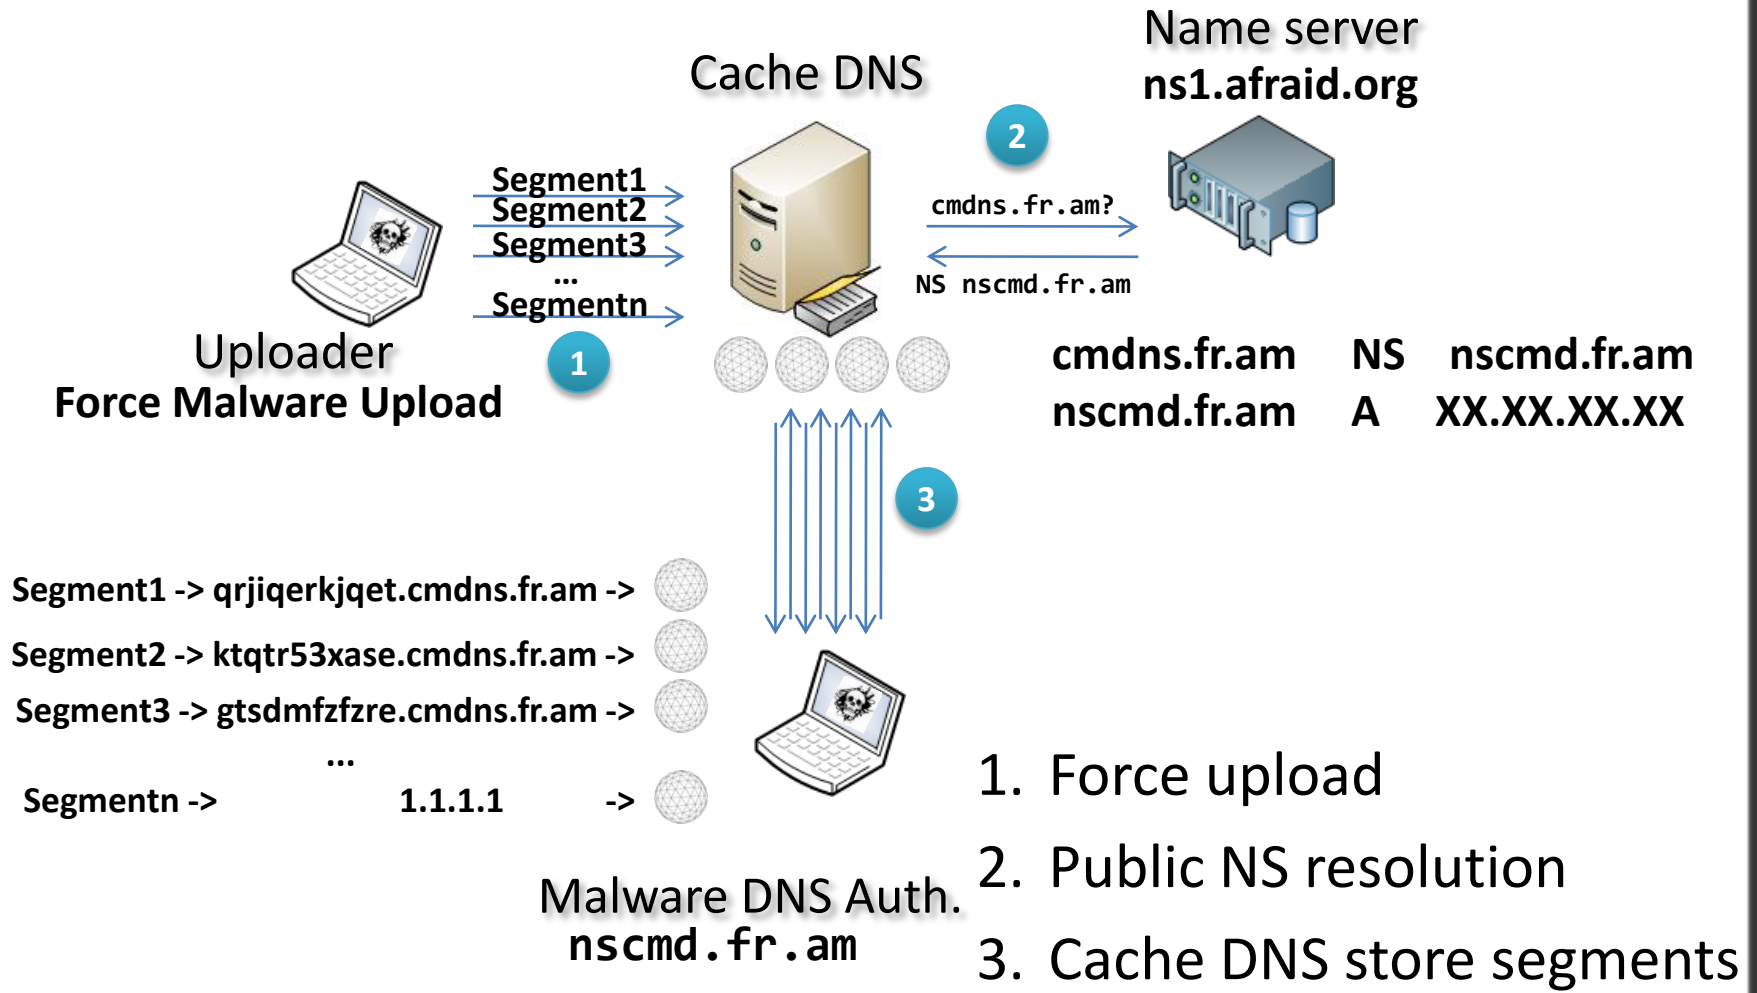 Name server
ns1.afraid.org
Cache DNS
2
Segment1
Segment2
Segment3
...
Segmentn
cmdns.fr.am?
NS nscmd.fr.am
Uploader
Force Malware Upload
1
cmdns.fr.am NS nscmd.fr.am
nscmd.fr.am A XX.XX.XX.XX
3
Segment1 -> qrjiqerkjqet.cmdns.fr.am ->
Segment2 -> ktqtr53xase.cmdns.fr.am ->
Segment3 -> gtsdmfzfzre.cmdns.fr.am ->
...
Segmentn -> 1.1.1.1 ->
Malware DNS Auth.
nscmd.fr.am
1. Force upload
2. Public NS resolution
3. Cache DNS store segments